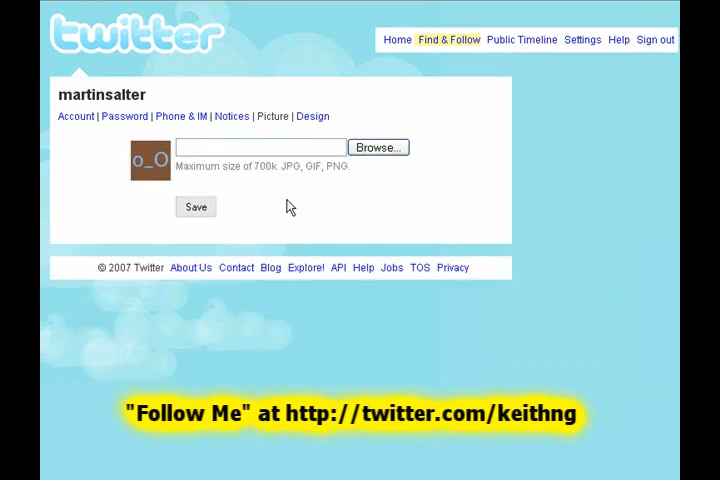 twitter
Home Find & Follow Public Timeline Settings Help Sign out
martinsalter
Account | Password | Phone & IM | Notices | Picture | Design
o_O
Browse...
Maximum size of 700k. JPG, GIF, PNG.
Save
© 2007 Twitter About Us Contact Blog Explore! API Help Jobs TOS Privacy
"Follow Me" at http://twitter.com/keithng